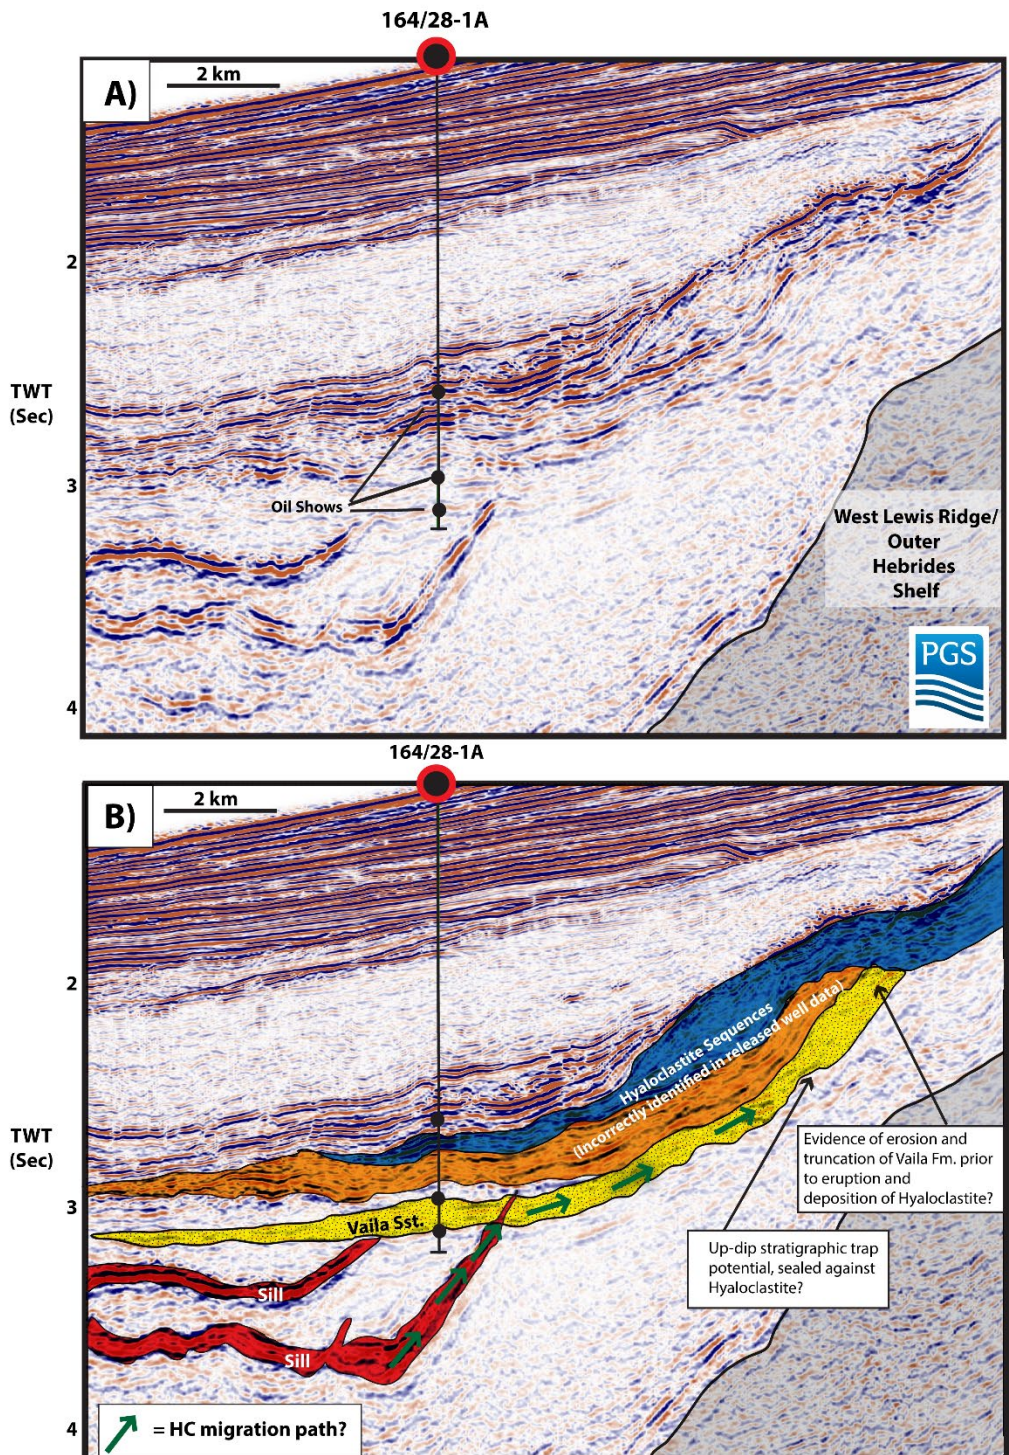 164/28-1A
A)
2 km
2
TWT
(Sec)
3
Oil Shows
West Lewis Ridge/
Outer
Hebrides
Shelf
PGS
4
164/28-1A
B)
2 km
2
Hyaloclastite Sequences
(Incorrectly identified in released well data)
TWT
(Sec)
Evidence of erosion and
truncation of Vaila Fm. prior
to eruption and
deposition of Hyaloclastite?
3
Vaila Sst.
Up-dip stratigraphic trap
potential, sealed against
Hyaloclastite?
Sill
Sill
4
= HC migration path?